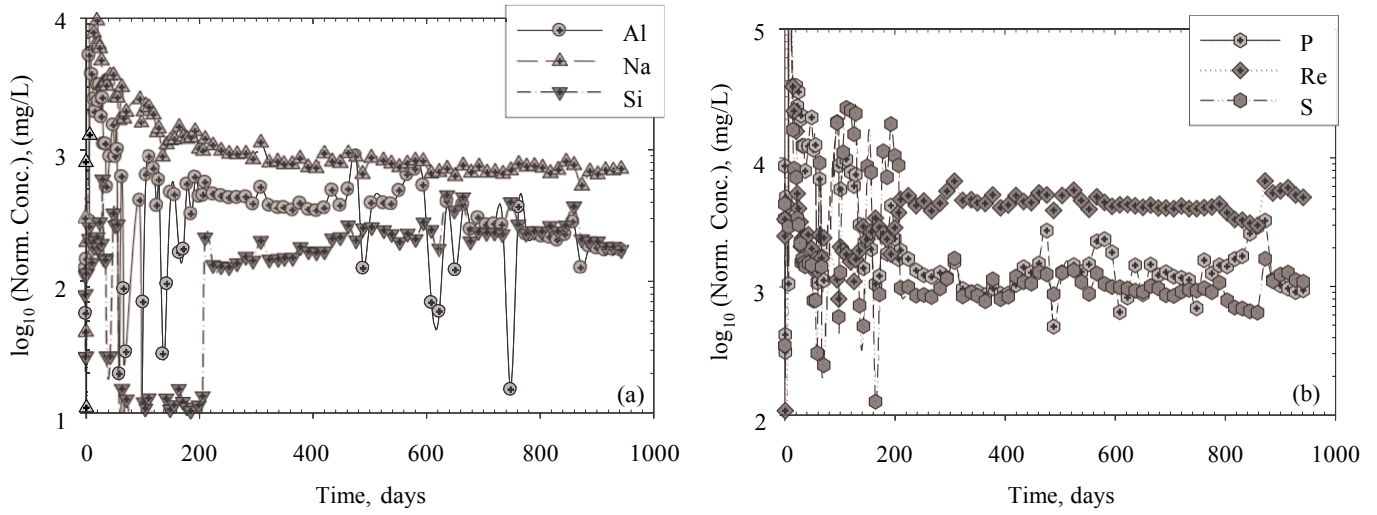 4
3
2
1
log10 (Norm. Conc.), (mg/L)
Al
Na
Si
(a)
0 200 400 600 800 1000
Time, days
5
4
3
2
log10 (Norm. Conc.), (mg/L)
P
Re
S
(b)
0 200 400 600 800 1000
Time, days